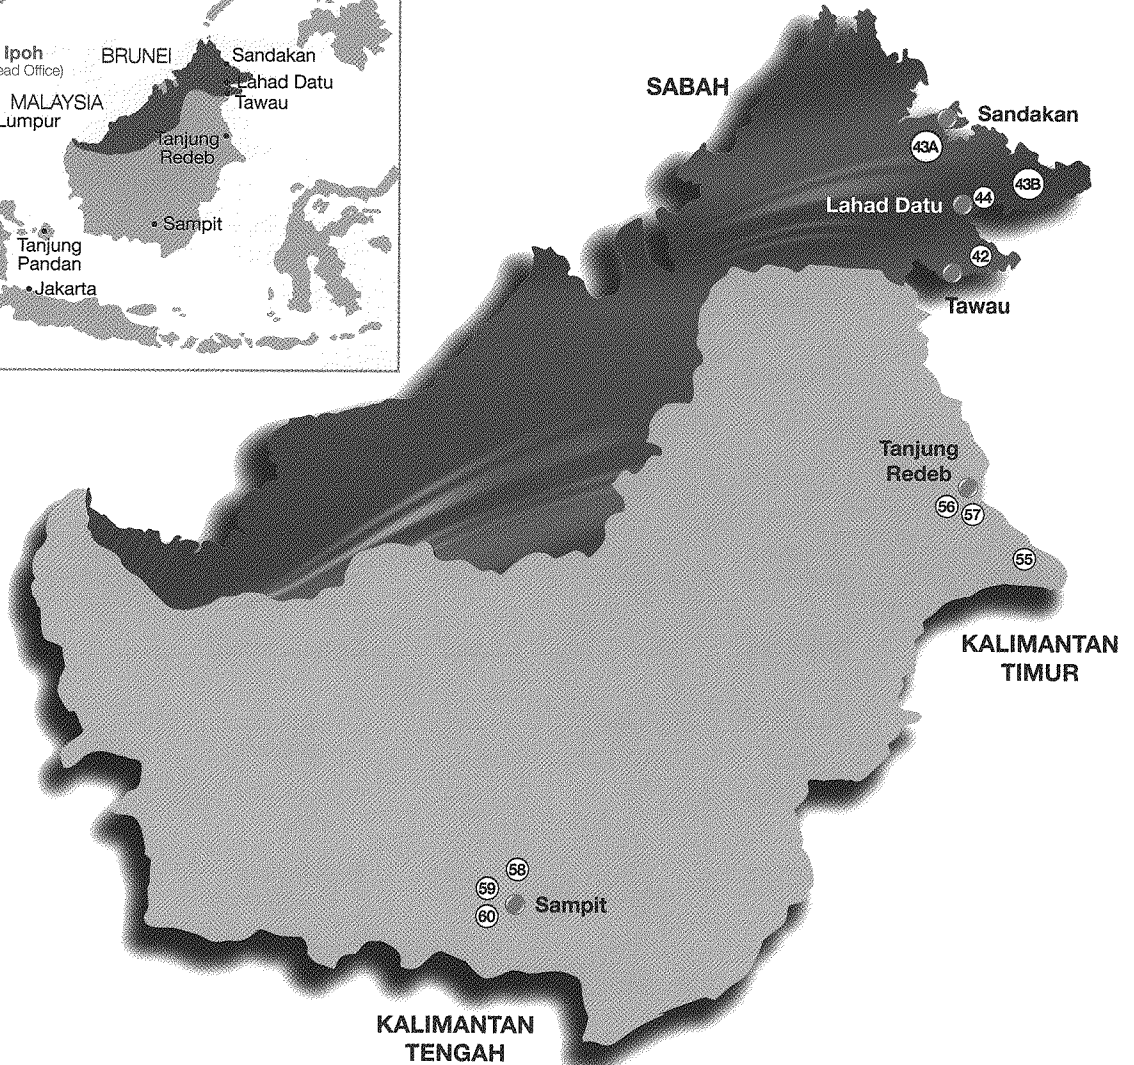 Ipoh
BRUNEI
Sandakan
Lahad Datu
MALAYSIA
Tawau
Tanjung
Redeb
Sampit
Tanjung
Pandan
Jakarta
SABAH
Sandakan
43A
43B
Lahad Datu
44
42
Tawau
Tanjung
Redeb
56
57
55
KALIMANTAN
TIMUR
58
59
Sampit
60
KALIMANTAN
TENGAH